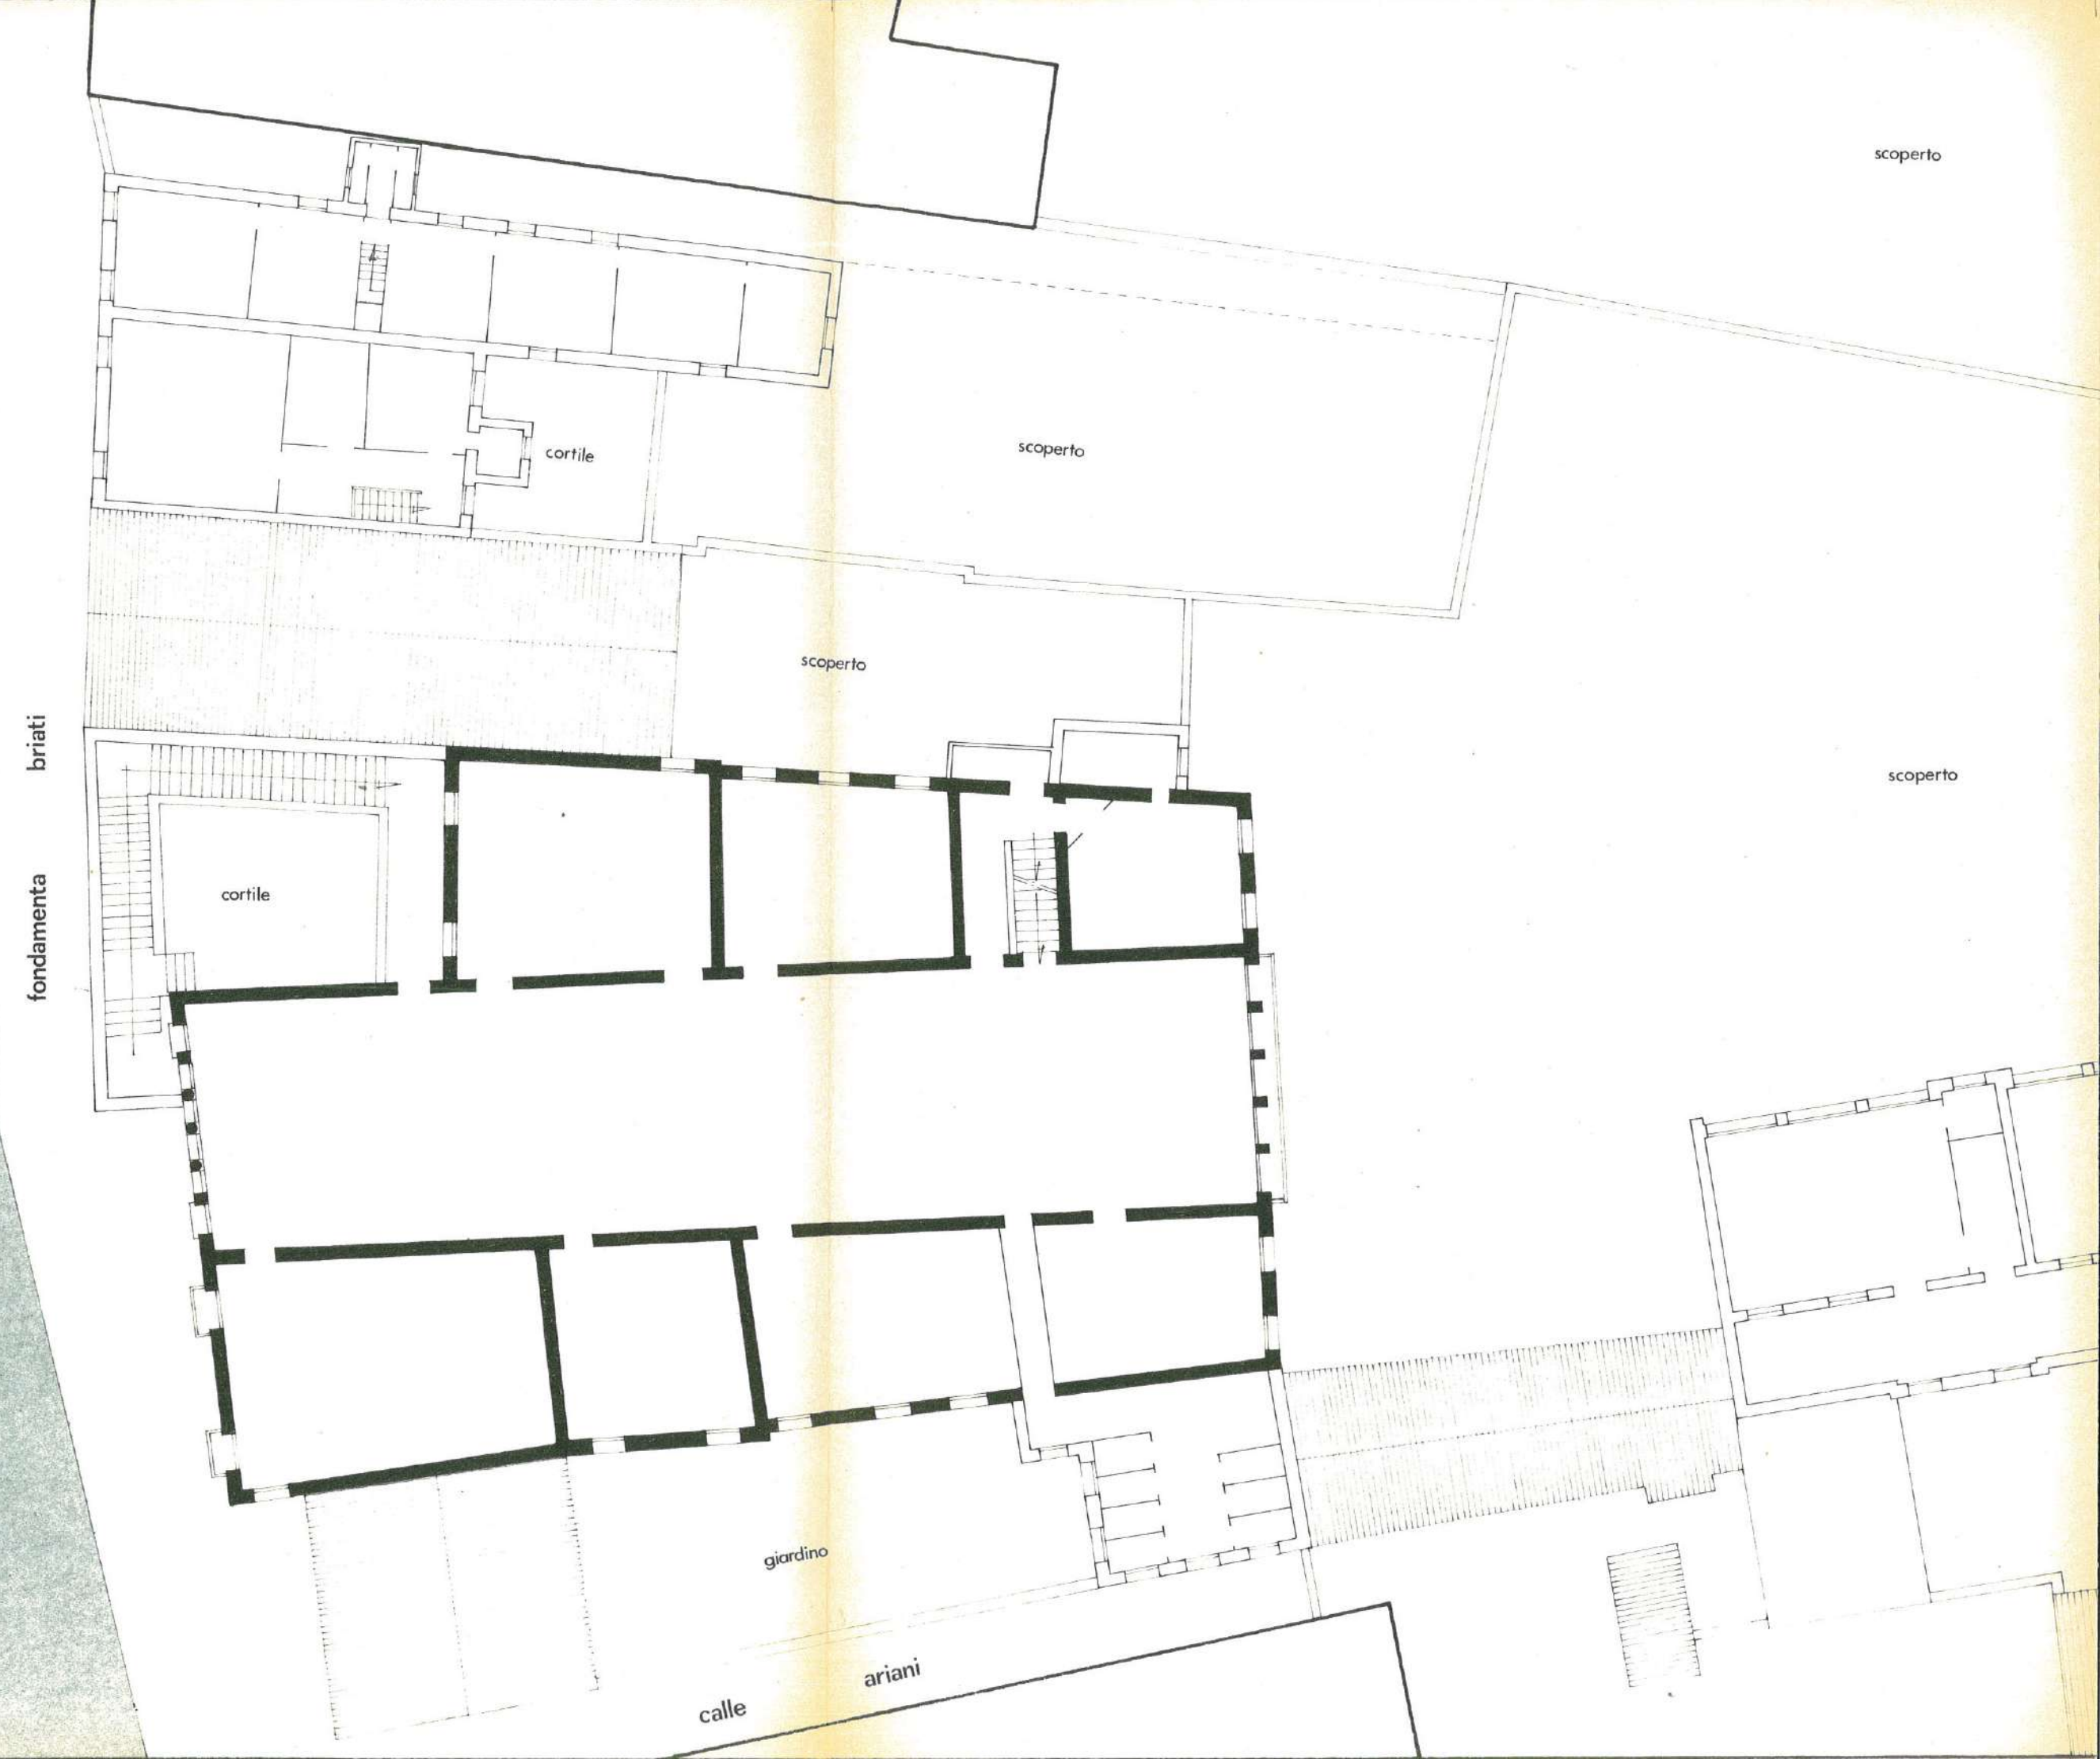 scoperto
cortile
scoperto
scoperto
fondamenta briati
scoperto
cortile
giardino
calle ariani